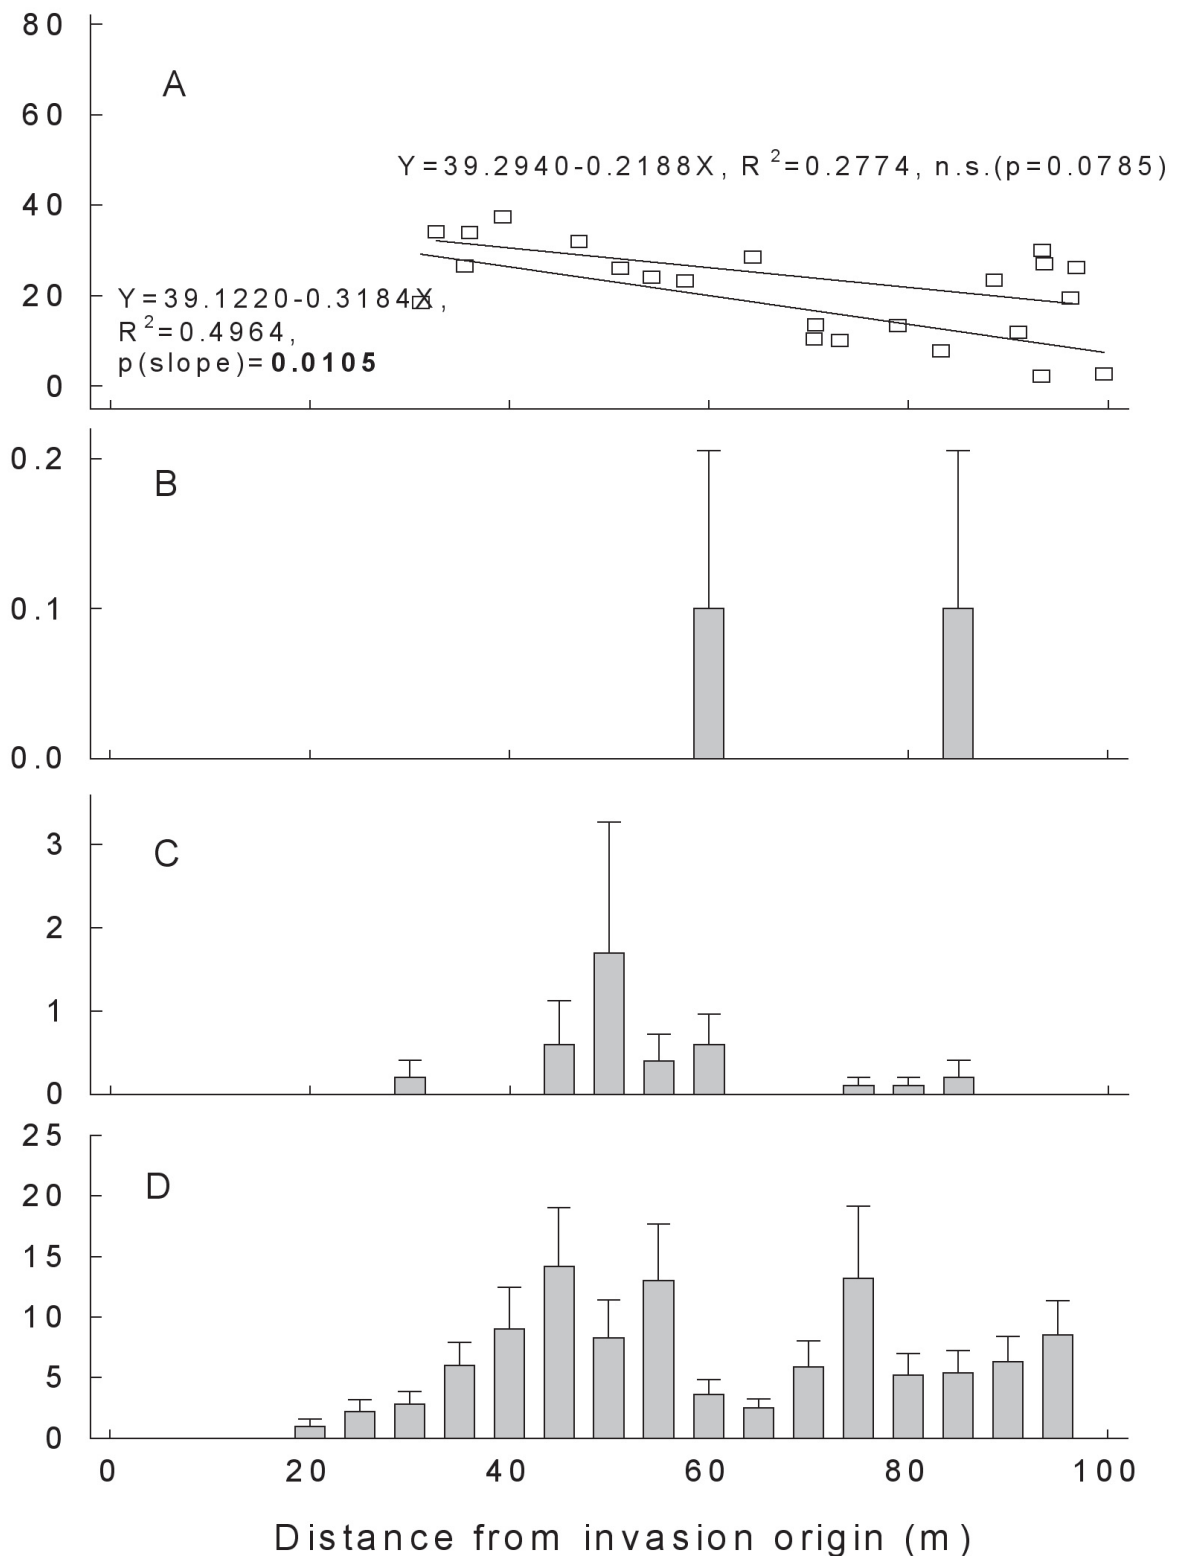 80
A
60
Y=39.2940-0.2188X, R²=0.2774, n.s.(p=0.0785)
40
20
Y=39.1220-0.3184X,
R²=0.4964,
p(slope)=0.0105
0
0.2
B
0.1
0.0
3
C
2
1
0
25
D
20
15
10
5
0
0 20 40 60 80 100
Distance from invasion origin (m)